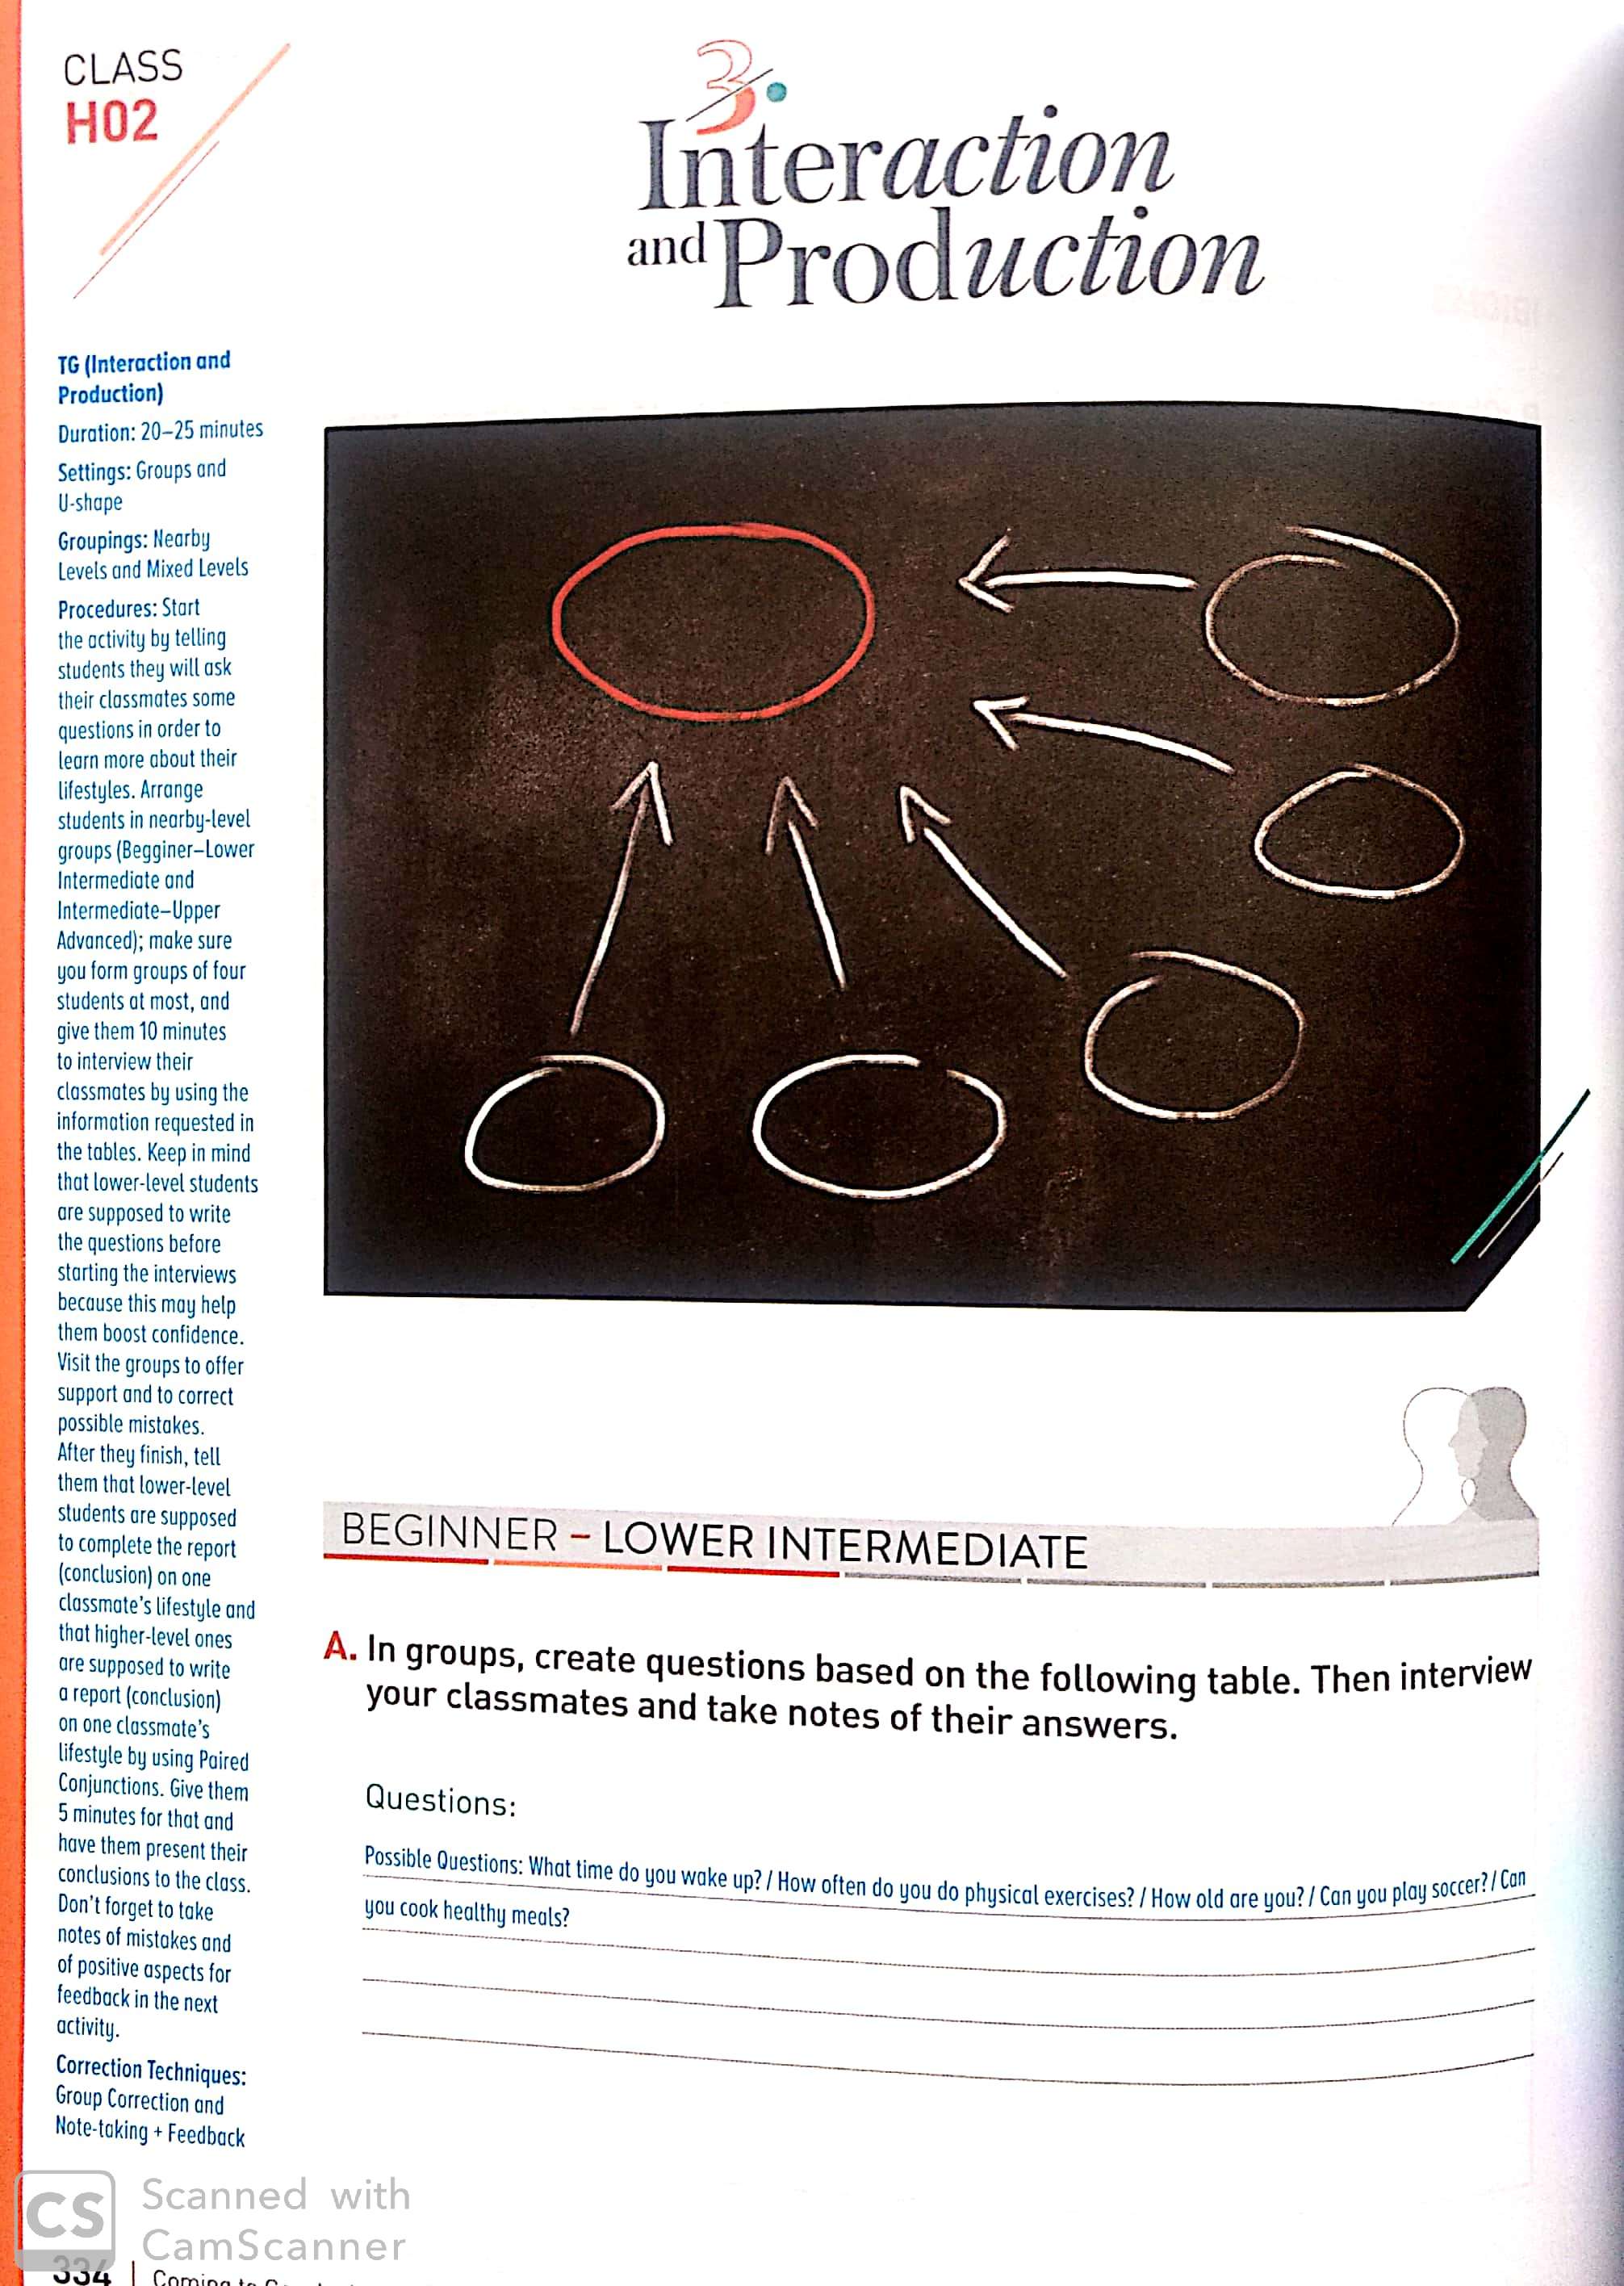 CLASS
H02
3.
Interaction
and Production
TG (Interaction and
Production)
Duration: 20–25 minutes
Settings: Groups and
U-shape
Groupings: Nearby
Levels and Mixed Levels
Procedures: Start
the activity by telling
students they will ask
their classmates some
questions in order to
learn more about their
lifestyles. Arrange
students in nearby-level
groups (Begginer–Lower
Intermediate and
Intermediate–Upper
Advanced); make sure
you form groups of four
students at most, and
give them 10 minutes
to interview their
classmates by using the
information requested in
the tables. Keep in mind
that lower-level students
are supposed to write
the questions before
starting the interviews
because this may help
them boost confidence.
Visit the groups to offer
support and to correct
possible mistakes.
After they finish, tell
them that lower-level
students are supposed
to complete the report
(conclusion) on one
classmate's lifestyle and
that higher-level ones
are supposed to write
a report (conclusion)
on one classmate's
lifestyle by using Paired
Conjunctions. Give them
5 minutes for that and
have them present their
conclusions to the class.
Don't forget to take
notes of mistakes and
of positive aspects for
feedback in the next
activity.
Correction Techniques:
Group Correction and
Note-taking + Feedback
BEGINNER – LOWER INTERMEDIATE
A. In groups, create questions based on the following table. Then interview
your classmates and take notes of their answers.
Questions:
Possible Questions: What time do you wake up? / How often do you do physical exercises? / How old are you? / Can you play soccer? / Can
you cook healthy meals?
CS
Scanned with
CamScanner
334 | Coming to